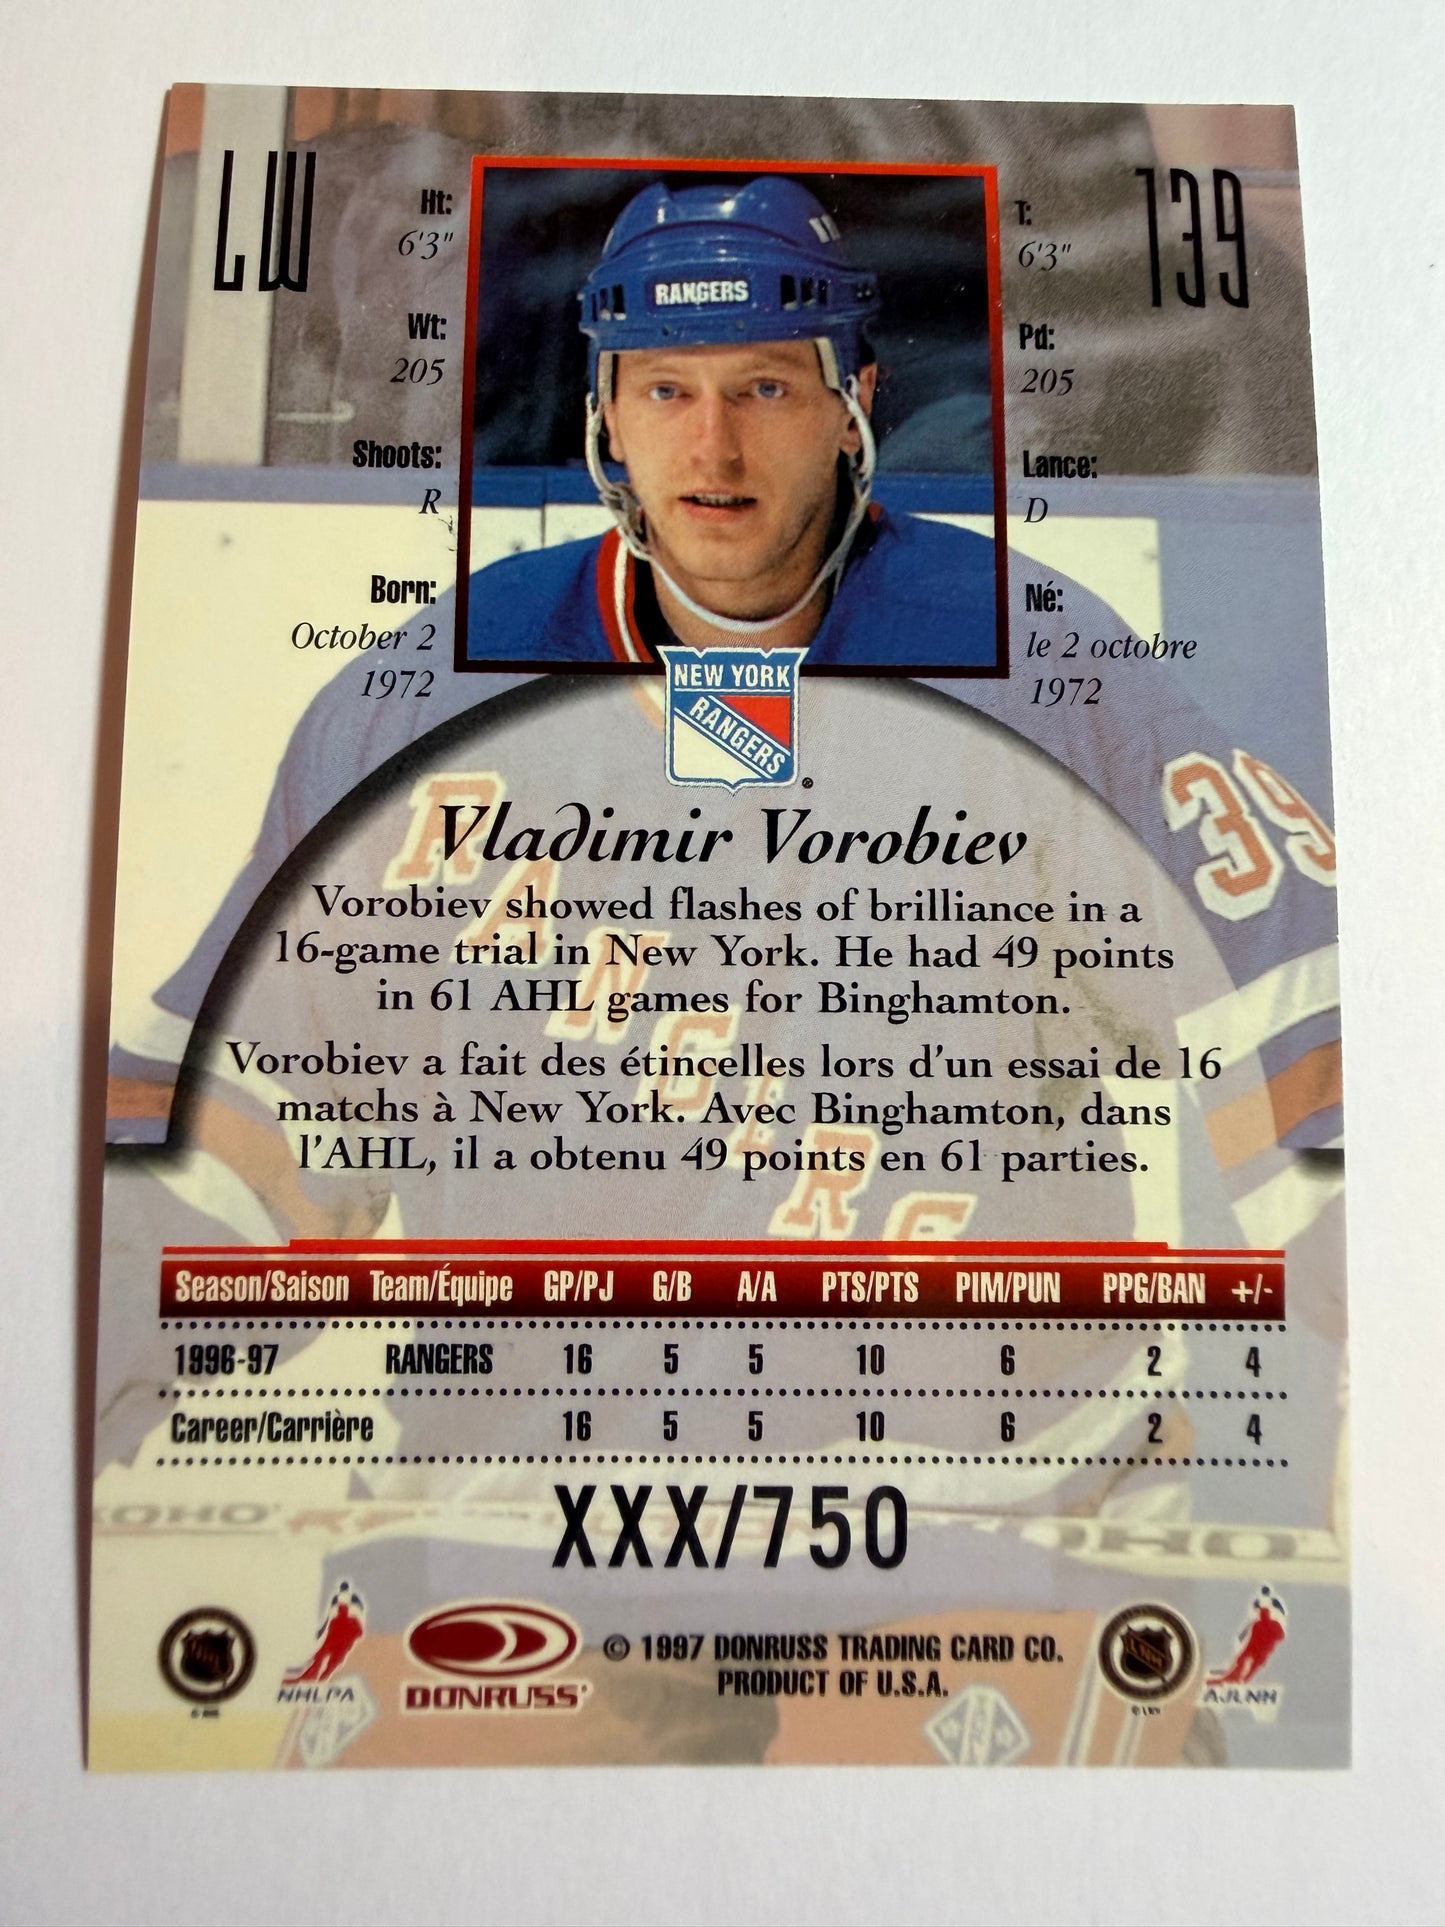 LW
139
Ht:
6'3"
Wt:
205
Shoots:
R
Born:
October 2
1972
T:
6'3"
Pd:
205
Lance:
D
Né:
le 2 octobre
1972
RANGERS
NEW YORK
RANGERS
39
RANGERS
Vladimir Vorobiev
Vorobiev showed flashes of brilliance in a
16-game trial in New York. He had 49 points
in 61 AHL games for Binghamton.
Vorobiev a fait des étincelles lors d'un essai de 16
matchs à New York. Avec Binghamton, dans
l'AHL, il a obtenu 49 points en 61 parties.
Season/Saison Team/Équipe GP/PJ G/B A/A PTS/PTS PIM/PUN PPG/BAN +/-
1996-97 RANGERS 16 5 5 10 6 2 4
Career/Carrière 16 5 5 10 6 2 4
XXX/750
NHL
NHLPA
DONRUSS
© 1997 DONRUSS TRADING CARD CO.
PRODUCT OF U.S.A.
LNH
AJLNH